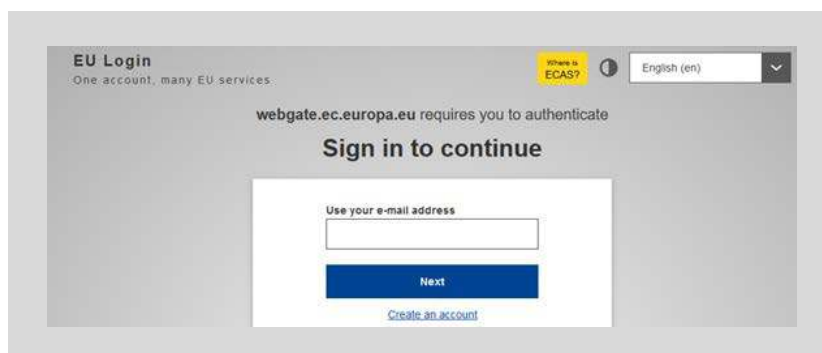 EU Login
One account, many EU services
Where is
ECAS?
English (en)
webgate.ec.europa.eu requires you to authenticate
Sign in to continue
Use your e-mail address
Next
Create an account